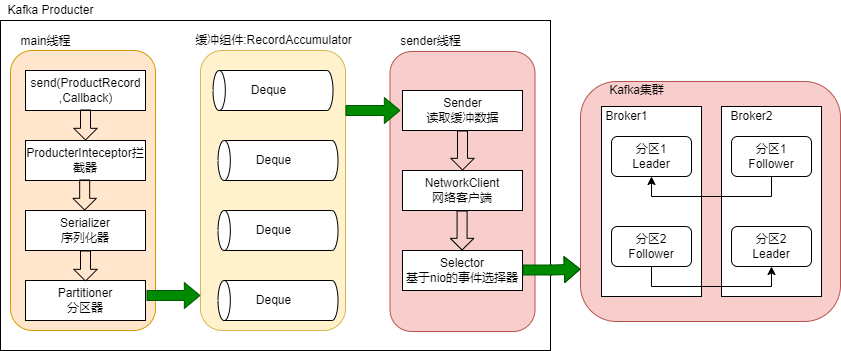 Kafka Producter
main线程
send(ProductRecord
,Callback)
ProducterInteceptor拦
截器
Serializer
序列化器
Partitioner
分区器
缓冲组件:RecordAccumulator
Deque
Deque
Deque
Deque
sender线程
Sender
读取缓冲数据
NetworkClient
网络客户端
Selector
基于nio的事件选择器
Kafka集群
Broker1
分区1
Leader
分区2
Follower
Broker2
分区1
Follower
分区2
Leader